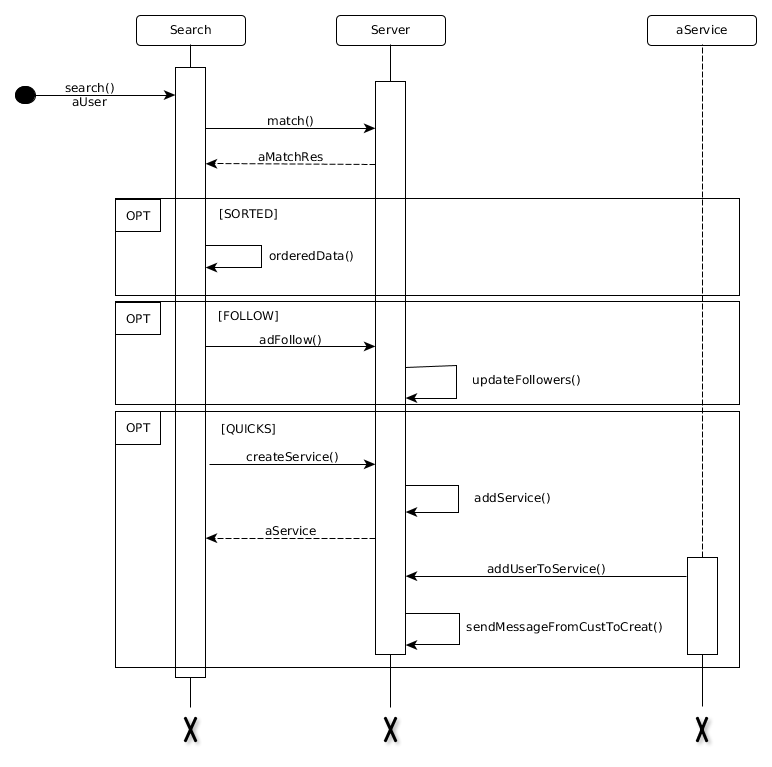 Search
Server
aService
search()
aUser
match()
aMatchRes
OPT
[SORTED]
orderedData()
OPT
[FOLLOW]
adFollow()
updateFollowers()
OPT
[QUICKS]
createService()
addService()
aService
addUserToService()
sendMessageFromCustToCreat()
X
X
X